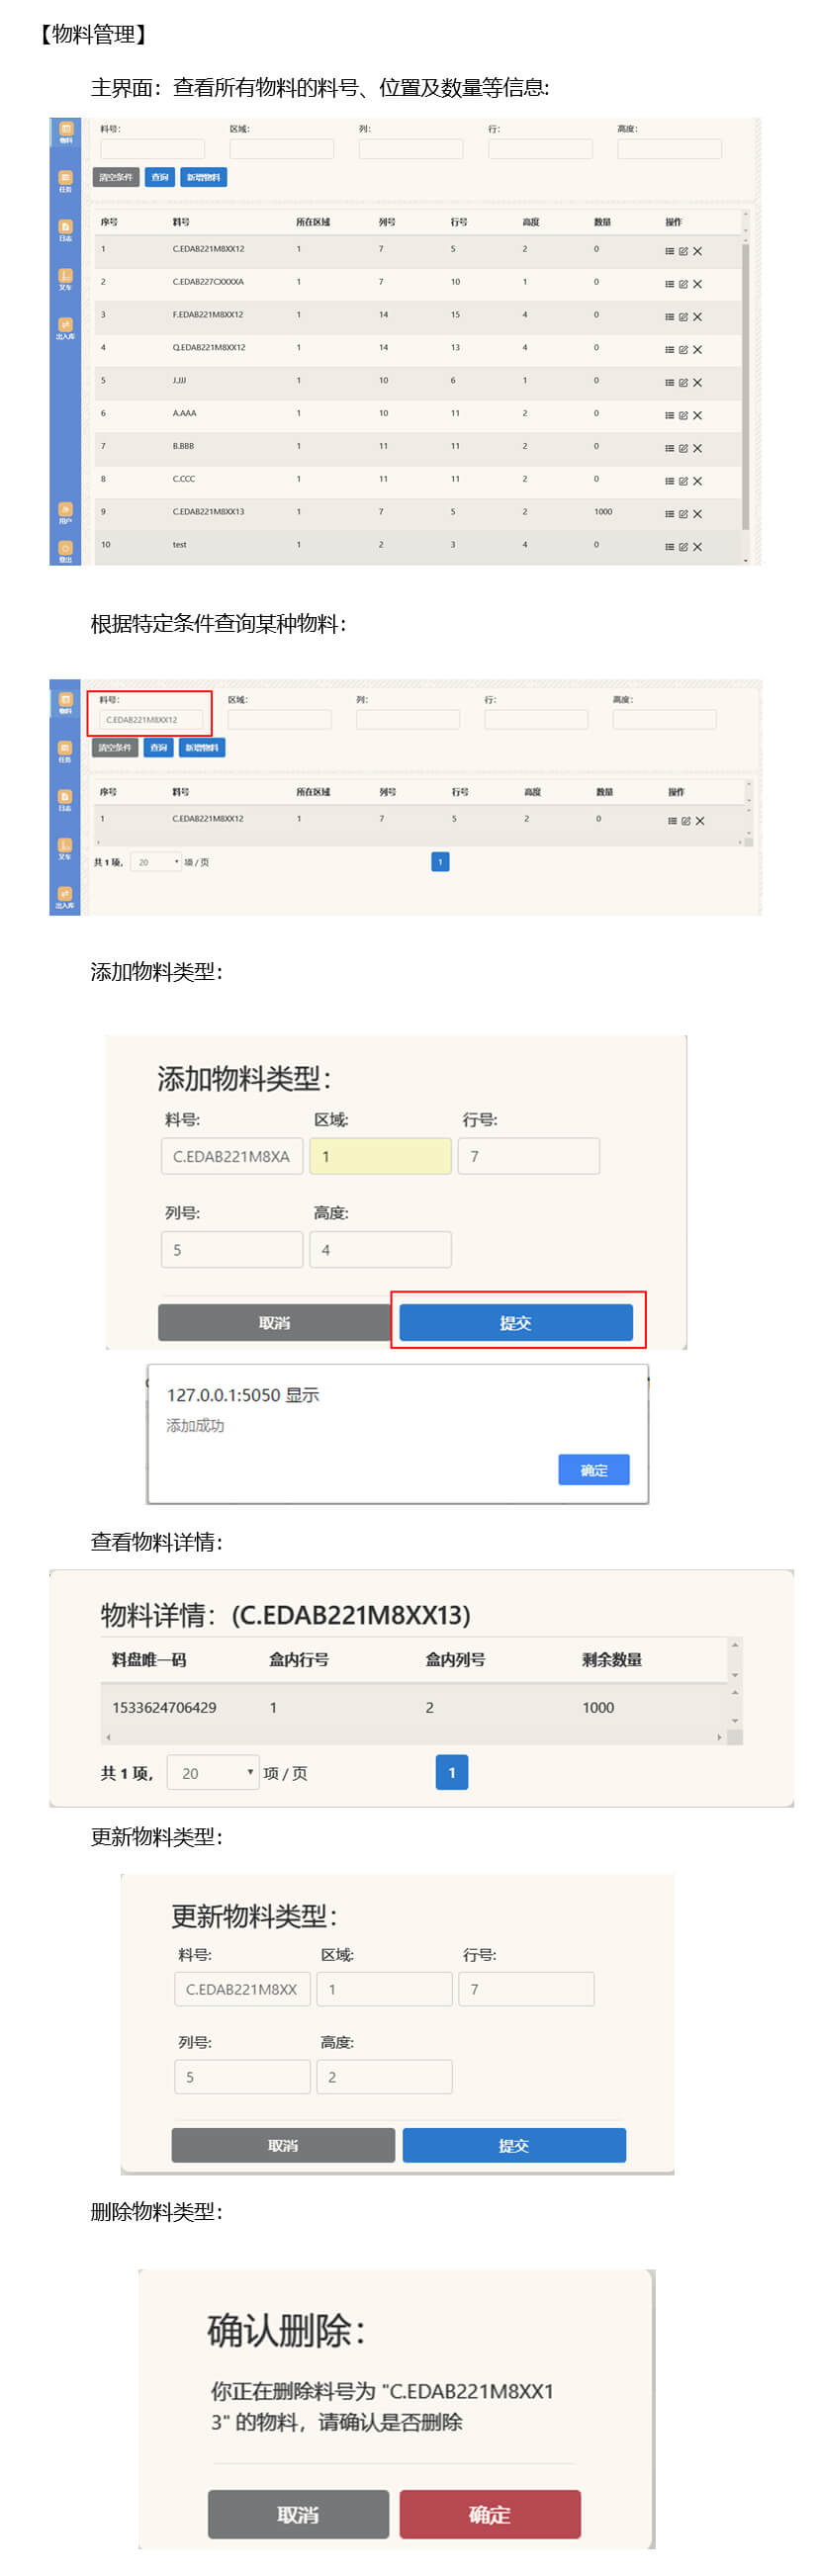 【物料管理】
主界面：查看所有物料的料号、位置及数量等信息:
物料
任务
日志
叉车
出入库
用户
登出
料号: 区域: 列: 行: 高度:
清空条件 查询 新增物料
序号 料号 所在区域 列号 行号 高度 数量 操作
1 C.EDAB221M8XX12 1 7 5 2 0
2 C.EDAB227CXXXXA 1 7 10 1 0
3 F.EDAB221M8XX12 1 14 15 4 0
4 Q.EDAB221M8XX12 1 14 13 4 0
5 J.JJJ 1 10 6 1 0
6 A.AAA 1 10 11 2 0
7 B.BBB 1 11 11 2 0
8 C.CCC 1 11 11 2 0
9 C.EDAB221M8XX13 1 7 5 2 1000
10 test 1 2 3 4 0
根据特定条件查询某种物料：
物料
任务
日志
叉车
出入库
料号: 区域: 列: 行: 高度:
C.EDAB221M8XX12
清空条件 查询 新增物料
序号 料号 所在区域 列号 行号 高度 数量 操作
1 C.EDAB221M8XX12 1 7 5 2 0
共 1 项， 20 项 / 页 1
添加物料类型：
添加物料类型：
料号: 区域: 行号:
C.EDAB221M8XA 1 7
列号: 高度:
5 4
取消 提交
127.0.0.1:5050 显示
添加成功
确定
查看物料详情：
物料详情：(C.EDAB221M8XX13)
料盘唯一码 盒内行号 盒内列号 剩余数量
1533624706429 1 2 1000
共 1 项， 20 项 / 页 1
更新物料类型：
更新物料类型：
料号: 区域: 行号:
C.EDAB221M8XX 1 7
列号: 高度:
5 2
取消 提交
删除物料类型：
确认删除：
你正在删除料号为 "C.EDAB221M8XX1
3" 的物料，请确认是否删除
取消 确定